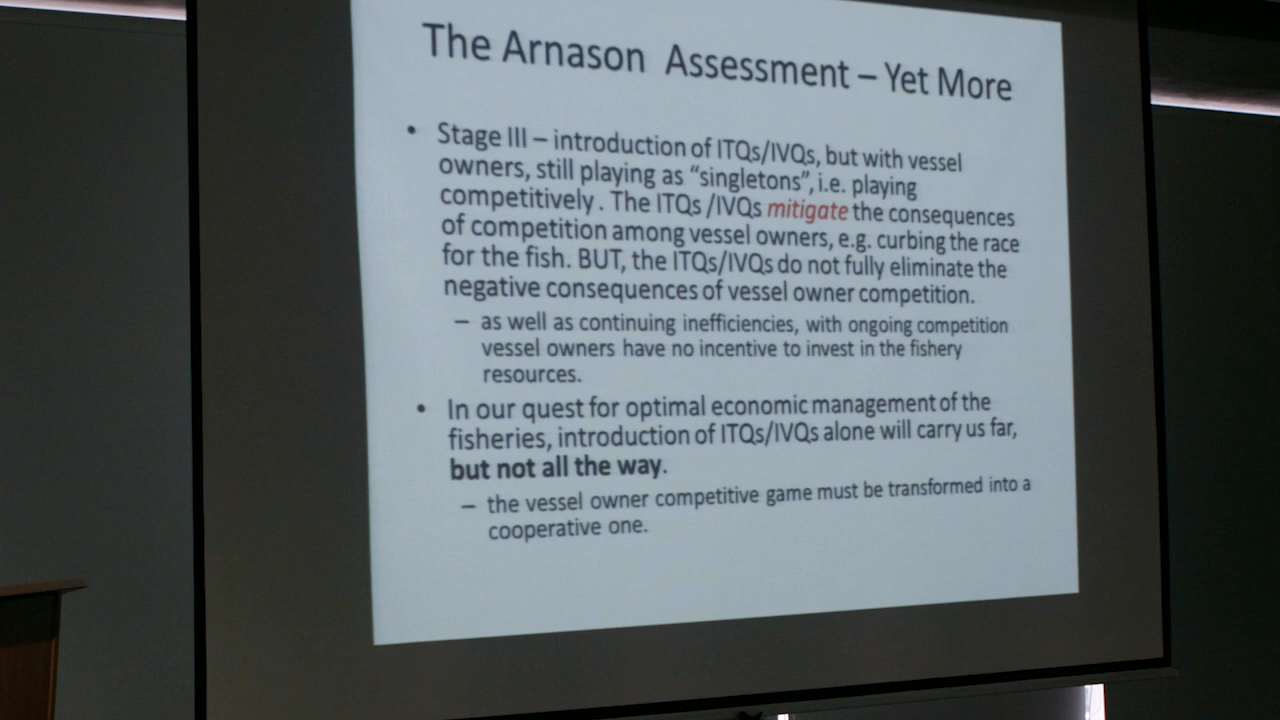 The Arnason Assessment – Yet More
• Stage III – introduction of ITQs/IVQs, but with vessel
owners, still playing as “singletons”, i.e. playing
competitively. The ITQs /IVQs mitigate the consequences
of competition among vessel owners, e.g. curbing the race
for the fish. BUT, the ITQs/IVQs do not fully eliminate the
negative consequences of vessel owner competition.
– as well as continuing inefficiencies, with ongoing competition
vessel owners have no incentive to invest in the fishery
resources.
• In our quest for optimal economic management of the
fisheries, introduction of ITQs/IVQs alone will carry us far,
but not all the way.
– the vessel owner competitive game must be transformed into a
cooperative one.